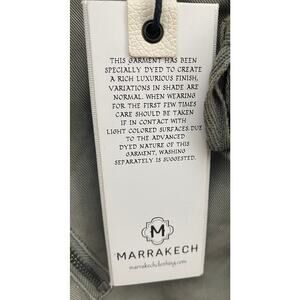 THIS GARMENT HAS BEEN
SPECIALLY DYED TO CREATE
A RICH LUXURIOUS FINISH,
VARIATIONS IN SHADE ARE
NORMAL. WHEN WEARING
FOR THE FIRST FEW TIMES
CARE SHOULD BE TAKEN
IF IN CONTACT WITH
LIGHT COLORED SURFACES. DUE
TO THE ADVANCED
DYED NATURE OF THIS
GARMENT, WASHING
SEPARATELY IS SUGGESTED.
M
MARRAKECH
marrakechclothing.com